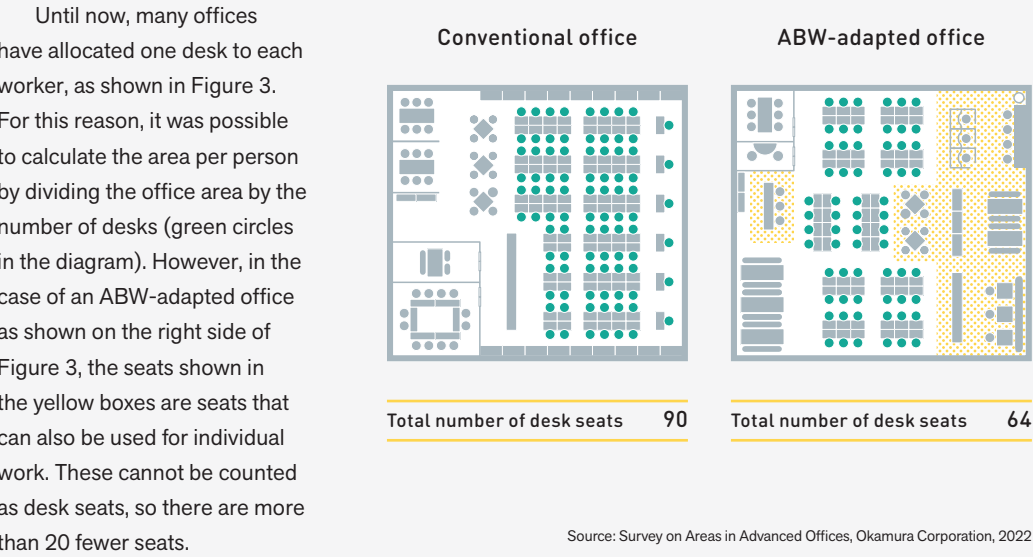 Until now, many offices
have allocated one desk to each
worker, as shown in Figure 3.
For this reason, it was possible
to calculate the area per person
by dividing the office area by the
number of desks (green circles
in the diagram). However, in the
case of an ABW-adapted office
as shown on the right side of
Figure 3, the seats shown in
the yellow boxes are seats that
can also be used for individual
work. These cannot be counted
as desk seats, so there are more
than 20 fewer seats.
Conventional office
Total number of desk seats 90
ABW-adapted office
Total number of desk seats 64
Source: Survey on Areas in Advanced Offices, Okamura Corporation, 2022